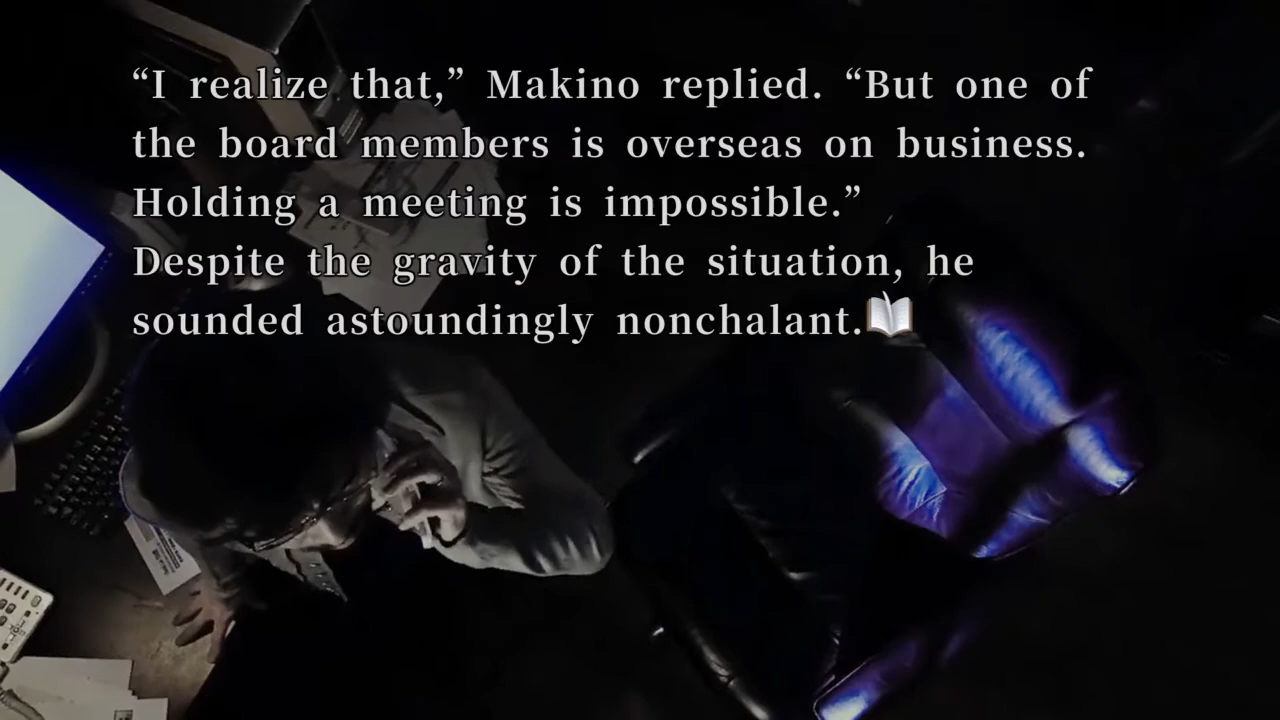 “I realize that,” Makino replied. “But one of
the board members is overseas on business.
Holding a meeting is impossible.”
Despite the gravity of the situation, he
sounded astoundingly nonchalant.